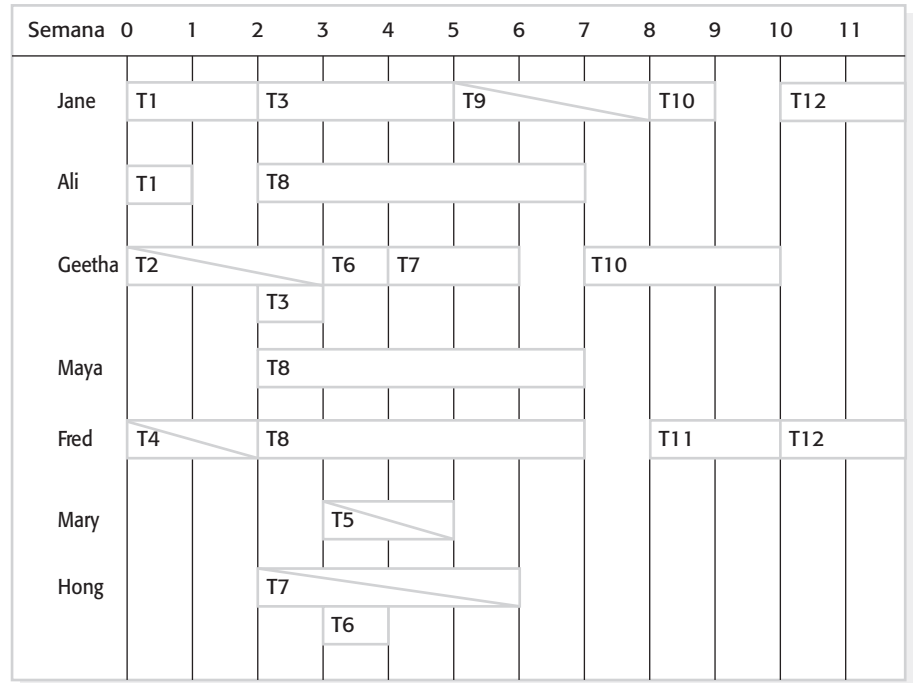 Semana 0 1 2 3 4 5 6 7 8 9 10 11
Jane T1 T3 T9 T10 T12
Ali T1 T8
Geetha T2 T6 T7 T10
T3
Maya T8
Fred T4 T8 T11 T12
Mary T5
Hong T7
T6